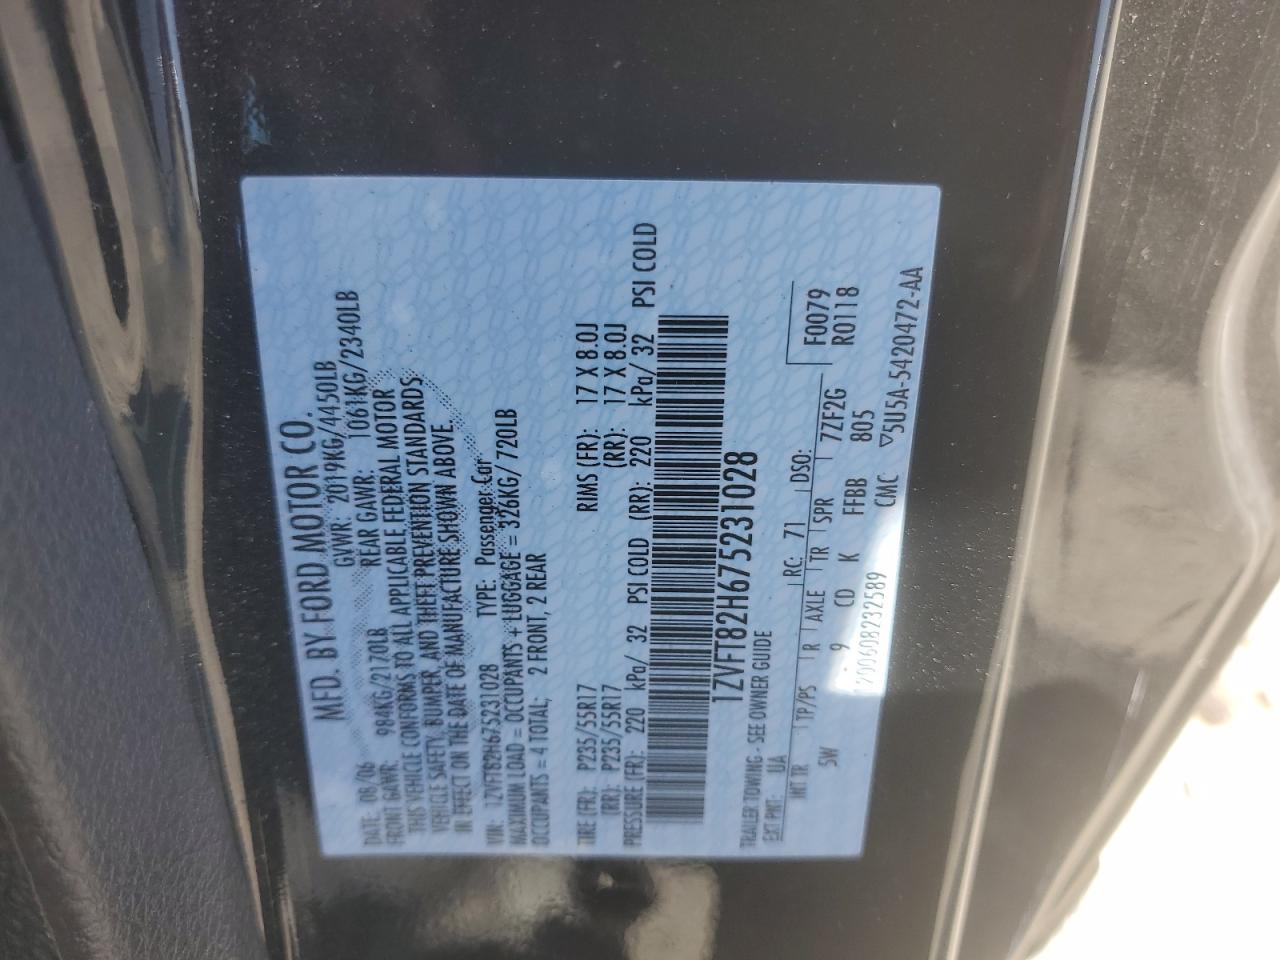 MFD. BY FORD MOTOR CO.
DATE: 08/06 GVWR: 2019KG/4450LB
FRONT GAWR: 984KG/2170LB REAR GAWR: 1061KG/2340LB
THIS VEHICLE CONFORMS TO ALL APPLICABLE FEDERAL MOTOR
VEHICLE SAFETY, BUMPER, AND THEFT PREVENTION STANDARDS
IN EFFECT ON THE DATE OF MANUFACTURE SHOWN ABOVE.
VIN: 1ZVFT82H675231028 TYPE: Passenger Car
MAXIMUM LOAD = OCCUPANTS + LUGGAGE = 326KG/720LB
OCCUPANTS = 4 TOTAL; 2 FRONT, 2 REAR
TIRE (FR): P235/55R17 RIMS (FR): 17 X 8.0J
(RR): P235/55R17 (RR): 17 X 8.0J
PRESSURE (FR): 220 kPa/ 32 PSI COLD (RR): 220 kPa/ 32 PSI COLD
1ZVFT82H675231028
TRAILER TOWING - SEE OWNER GUIDE
EXT PNT: UA RC: 71 DSO: F0079
INT TR TP/PS R AXLE TR SPR 7ZF2G R0118
5W 9 CD K FFBB 805
200608232589 CMC ▽5U5A-5420472-AA